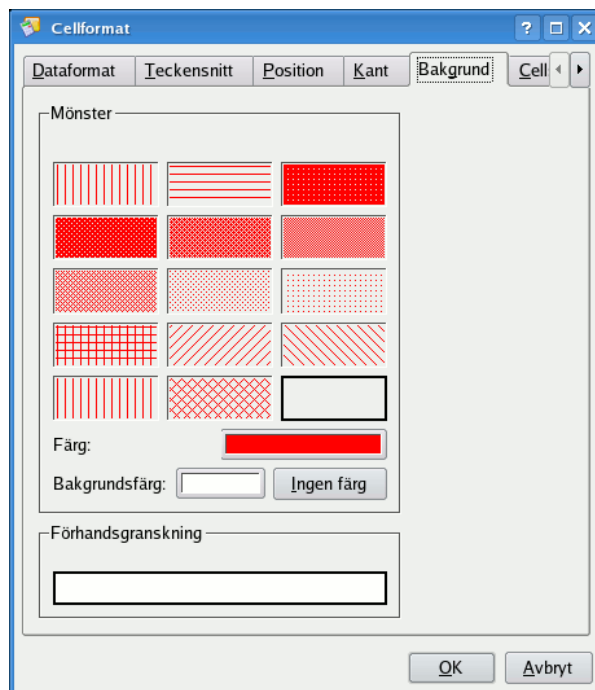 Cellformat
Dataformat Teckensnitt Position Kant Bakgrund Cell
Mönster
Färg:
Bakgrundsfärg: Ingen färg
Förhandsgranskning
OK Avbryt